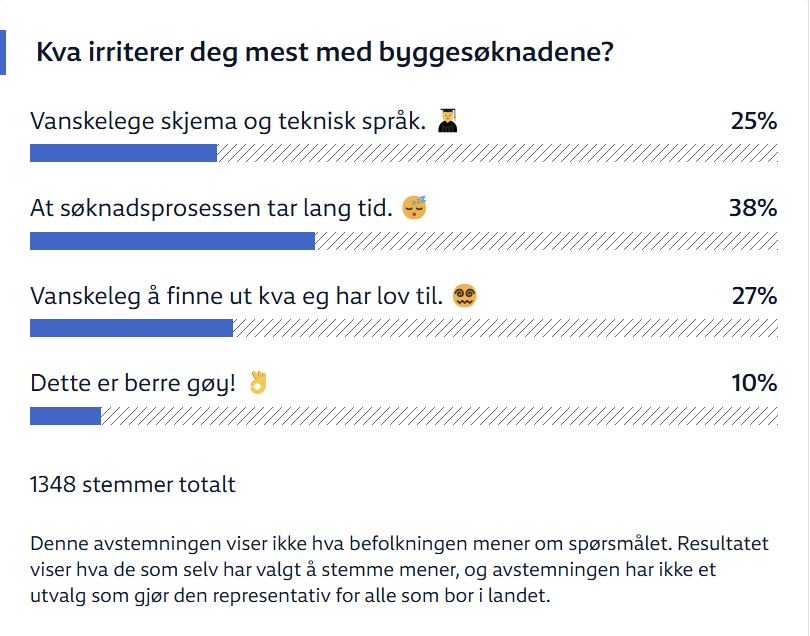 Kva irriterer deg mest med byggesøknadene?
Vanskelege skjema og teknisk språk. 👨‍🎓 25%
At søknadsprosessen tar lang tid. 😴 38%
Vanskeleg å finne ut kva eg har lov til. 😵‍💫 27%
Dette er berre gøy! 👌 10%
1348 stemmer totalt
Denne avstemningen viser ikke hva befolkningen mener om spørsmålet. Resultatet
viser hva de som selv har valgt å stemme mener, og avstemningen har ikke et
utvalg som gjør den representativ for alle som bor i landet.